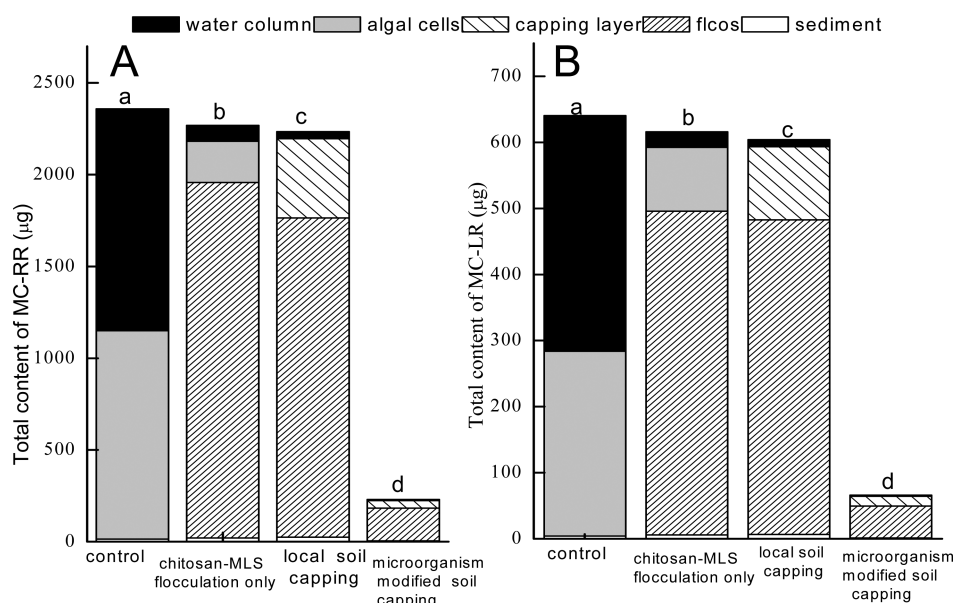 water column algal cells capping layer flcos sediment
A
Total content of MC-RR (μg)
2500
2000
1500
1000
500
0
a
b
c
d
control
chitosan-MLS
flocculation only
local soil
capping
microorganism
modified soil
capping
B
Total content of MC-LR (μg)
700
600
500
400
300
200
100
0
a
b
c
d
control
chitosan-MLS
flocculation only
local soil
capping
microorganism
modified soil
capping